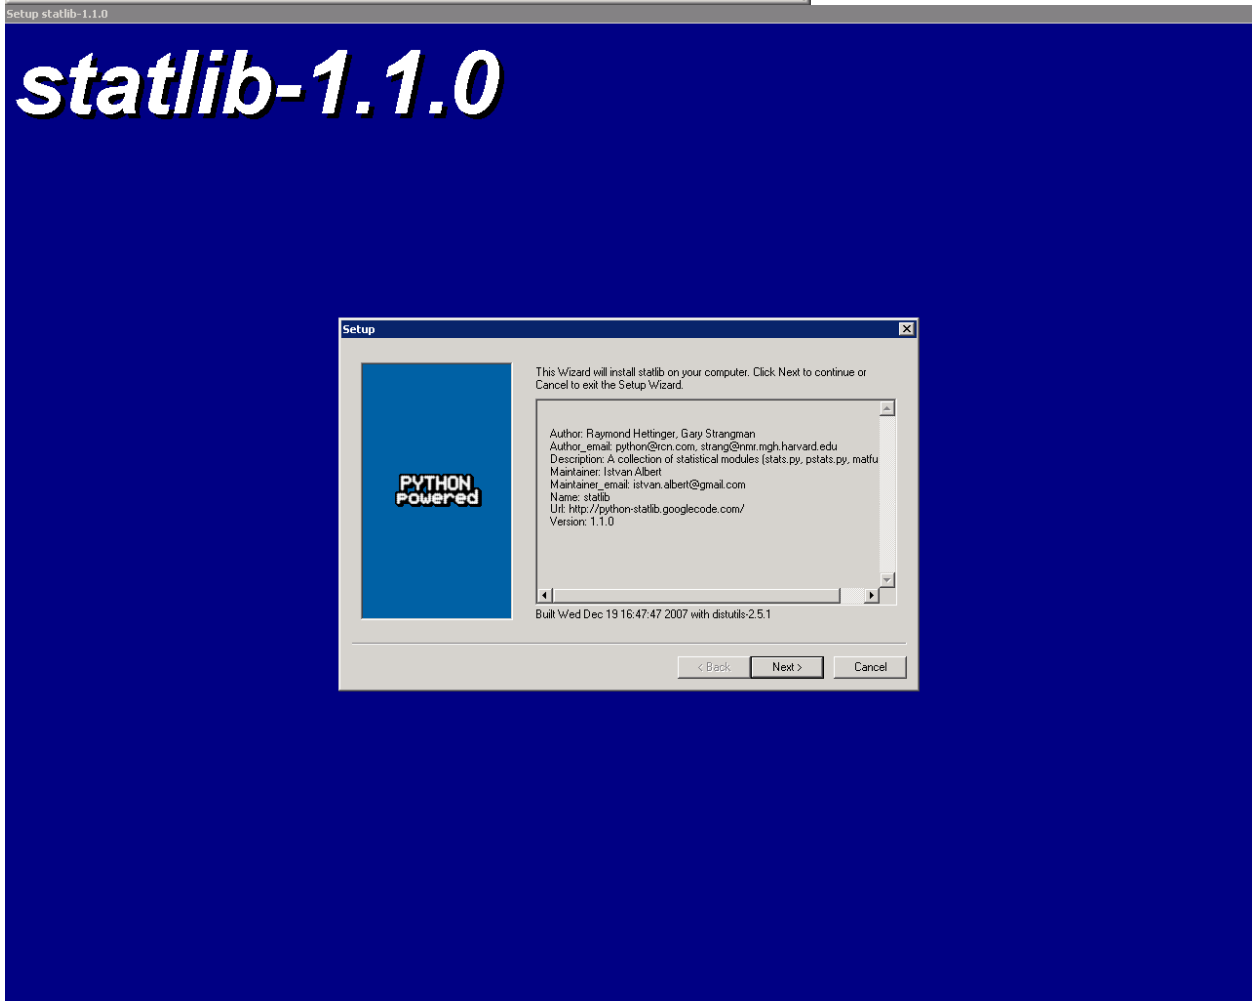 Setup statlib-1.1.0
statlib-1.1.0
Setup
This Wizard will install statlib on your computer. Click Next to continue or
Cancel to exit the Setup Wizard.
Author: Raymond Hettinger, Gary Strangman
Author_email: python@rcn.com, strang@nmr.mgh.harvard.edu
Description: A collection of statistical modules (stats.py, pstats.py, matfu
Maintainer: Istvan Albert
Maintainer_email: istvan.albert@gmail.com
Name: statlib
Url: http://python-statlib.googlecode.com/
Version: 1.1.0
PYTHON
powered
Built Wed Dec 19 16:47:47 2007 with distutils-2.5.1
< Back
Next >
Cancel